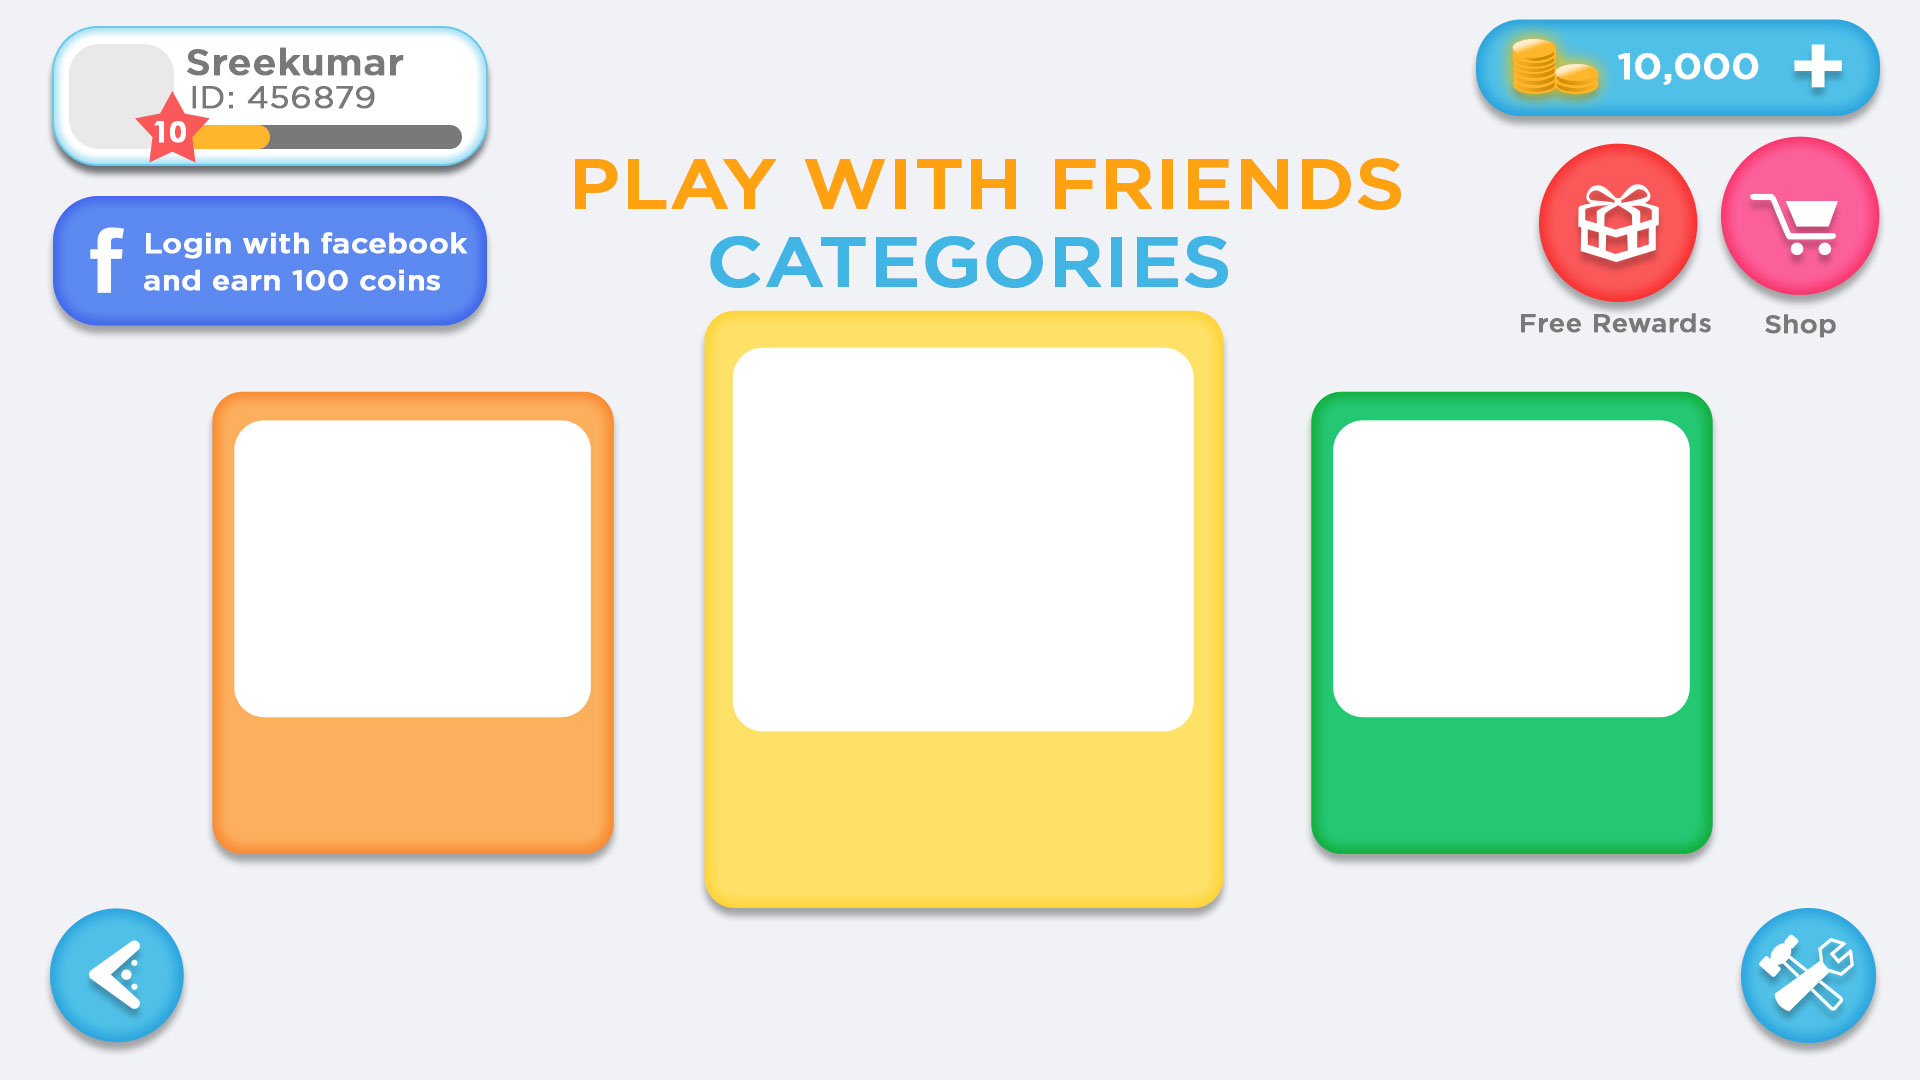 Sreekumar
ID: 456879
10
Login with facebook
and earn 100 coins
PLAY WITH FRIENDS
CATEGORIES
10,000
Free Rewards
Shop